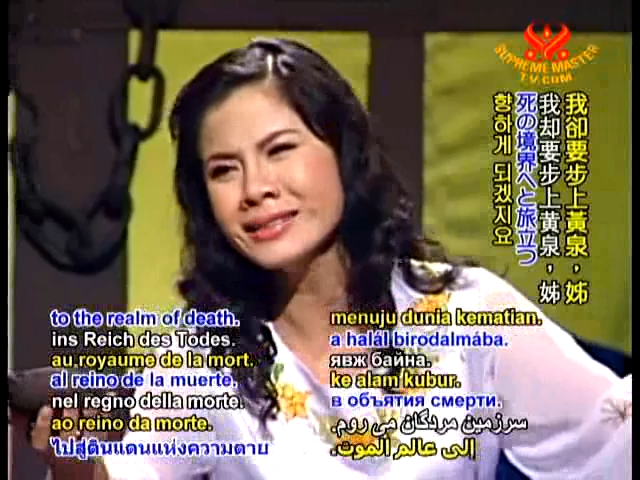 SUPREME MASTER
TV.COM
我卻要步上黃泉，姊
我却要步上黄泉，姊
死の境界へと旅立つ
향하게 되겠지요
to the realm of death.
ins Reich des Todes.
au royaume de la mort.
al reino de la muerte.
nel regno della morte.
ao reino da morte.
ไปสู่ดินแดนแห่งความตาย
menuju dunia kematian.
a halál birodalmába.
явж байна.
ke alam kubur.
в объятия смерти.
سرزمین مردگان می روم.
إلى عالم الموت.